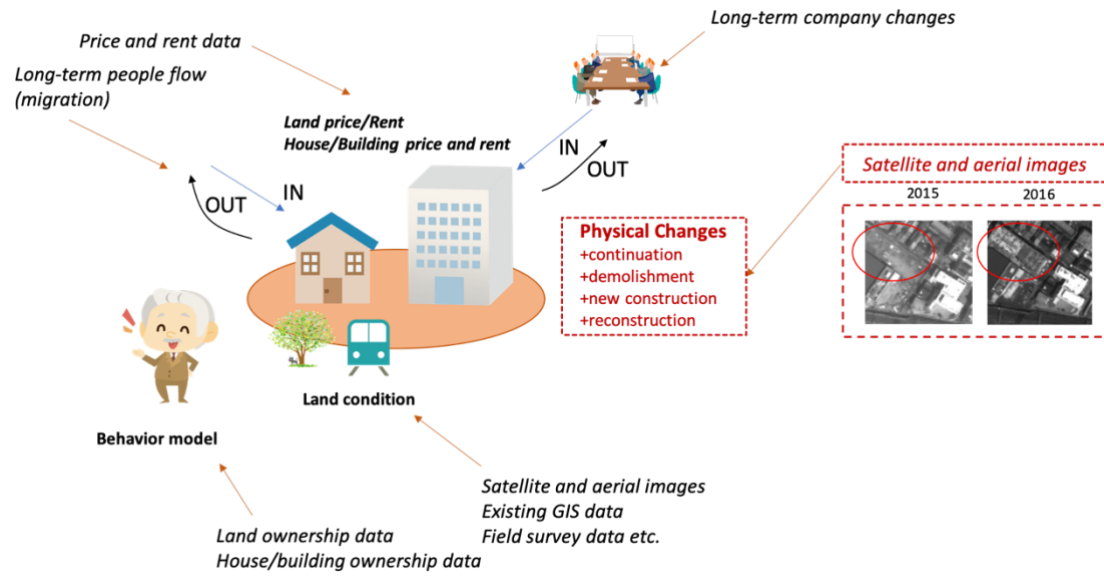 Long-term company changes
Price and rent data
Long-term people flow
(migration)
Land price/Rent
House/Building price and rent
IN
OUT
IN
OUT
Satellite and aerial images
2015
2016
Physical Changes
+continuation
+demolishment
+new construction
+reconstruction
Land condition
Behavior model
Satellite and aerial images
Existing GIS data
Field survey data etc.
Land ownership data
House/building ownership data